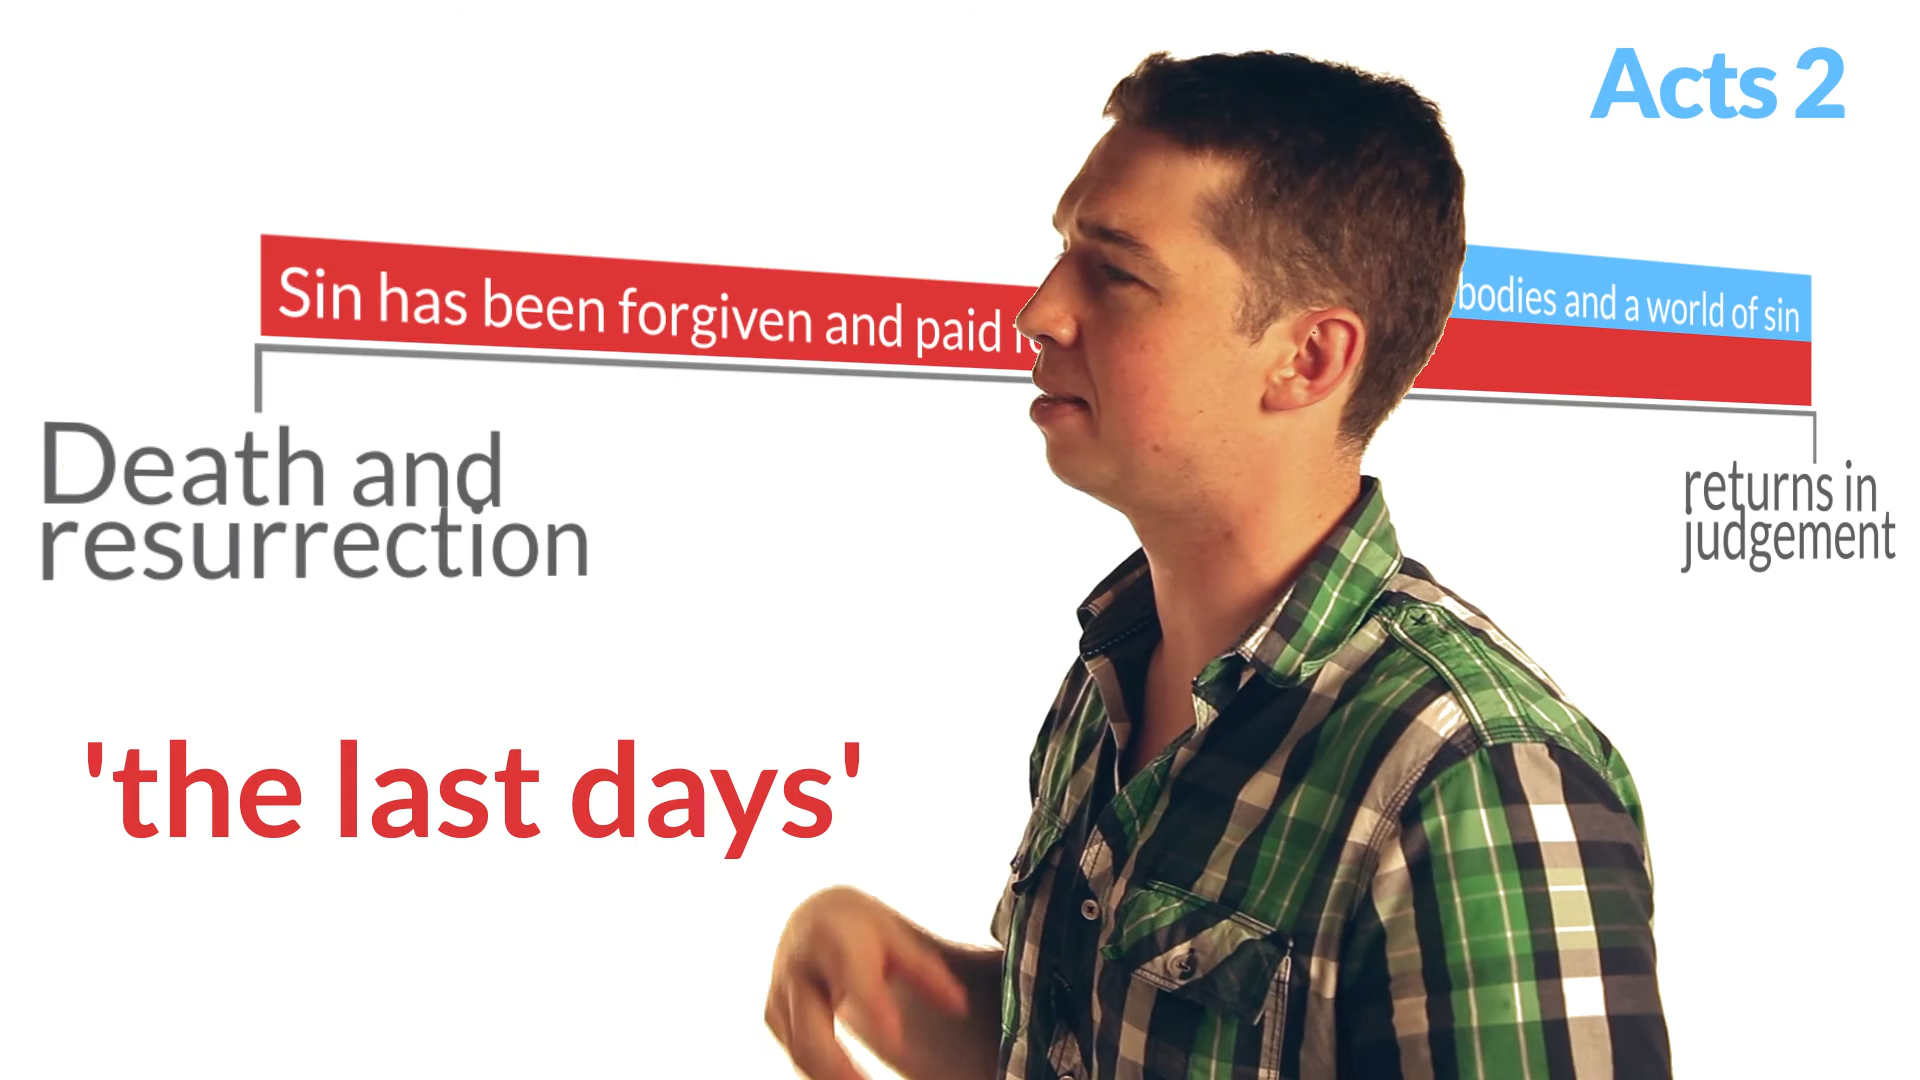 Acts 2
Sin has been forgiven and paid
bodies and a world of sin
Death and
resurrection
returns in
judgement
'the last days'